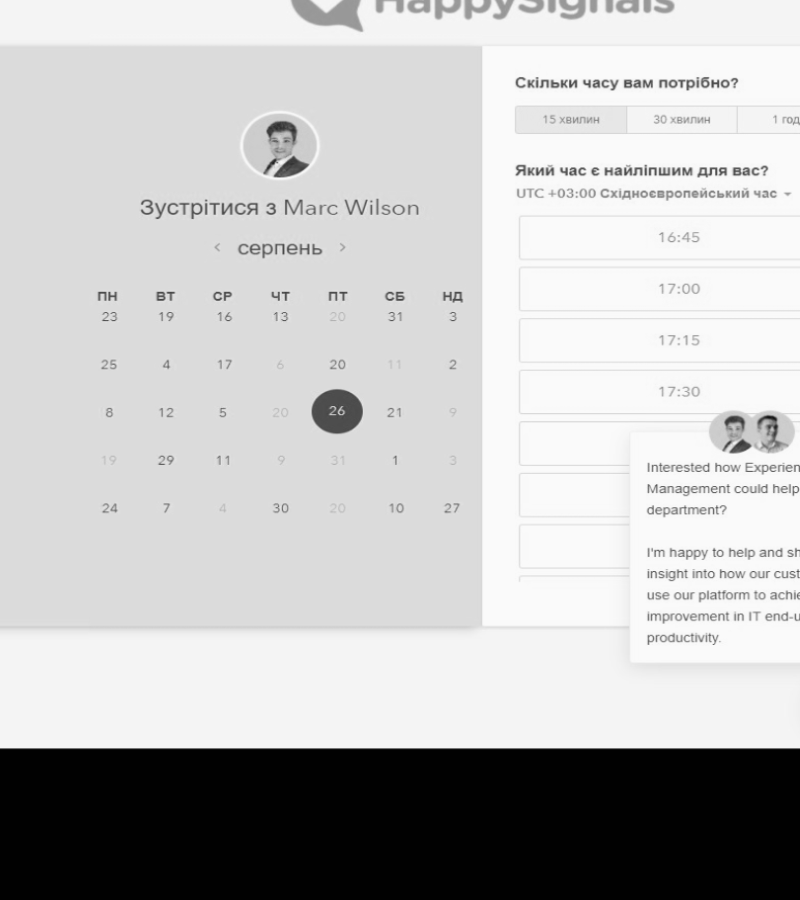 HappySignals
Зустрітися з Marc Wilson
< серпень >
ПН ВТ СР ЧТ ПТ СБ НД
23 19 16 13 20 31 3
25 4 17 6 20 11 2
8 12 5 20 26 21 9
19 29 11 9 31 1 3
24 7 4 30 20 10 27
Скільки часу вам потрібно?
15 хвилин 30 хвилин 1 год
Який час є найліпшим для вас?
UTC +03:00 Східноєвропейський час
16:45
17:00
17:15
17:30
Interested how Experien
Management could help
department?
I'm happy to help and sh
insight into how our cust
use our platform to achie
improvement in IT end-u
productivity.